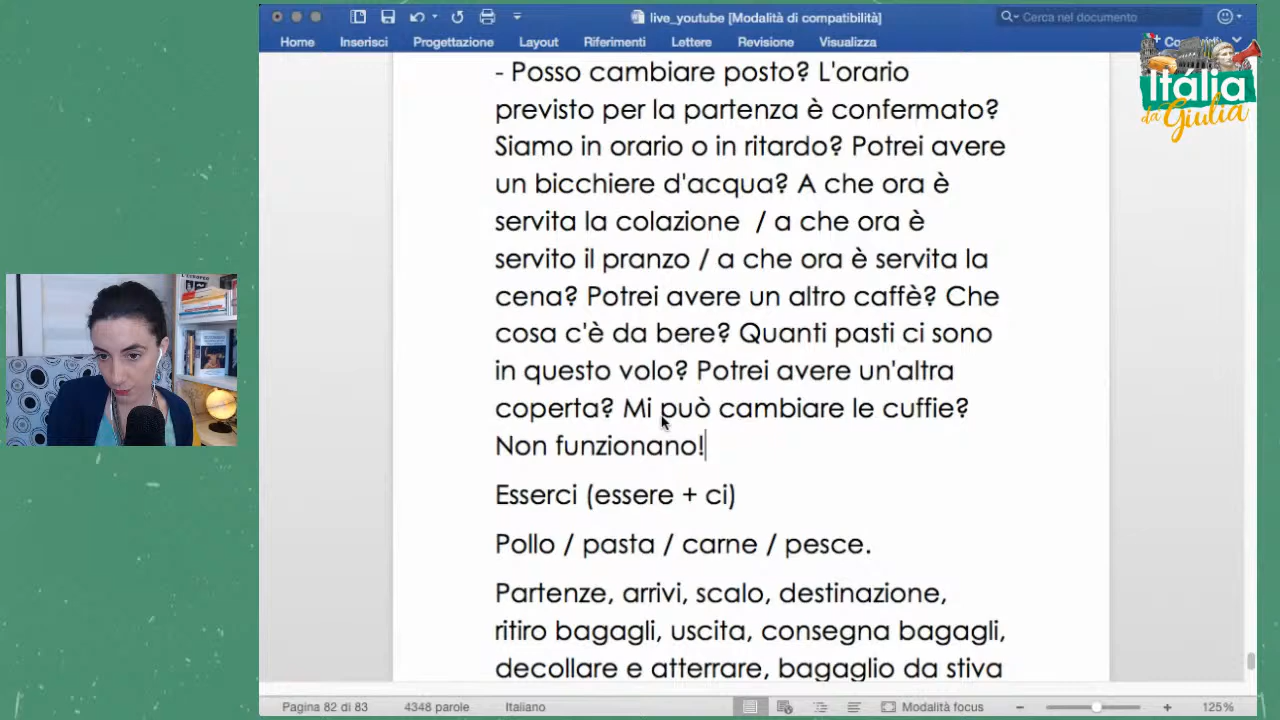 live_youtube [Modalità di compatibilità]
Cerca nel documento
Home Inserisci Progettazione Layout Riferimenti Lettere Revisione Visualizza
Itália
da Giulia
- Posso cambiare posto? L'orario
previsto per la partenza è confermato?
Siamo in orario o in ritardo? Potrei avere
un bicchiere d'acqua? A che ora è
servita la colazione / a che ora è
servito il pranzo / a che ora è servita la
cena? Potrei avere un altro caffè? Che
cosa c'è da bere? Quanti pasti ci sono
in questo volo? Potrei avere un'altra
coperta? Mi può cambiare le cuffie?
Non funzionano!
Esserci (essere + ci)
Pollo / pasta / carne / pesce.
Partenze, arrivi, scalo, destinazione,
ritiro bagagli, uscita, consegna bagagli,
decollare e atterrare, bagaglio da stiva
Pagina 82 di 83 4348 parole Italiano Modalità focus 125%